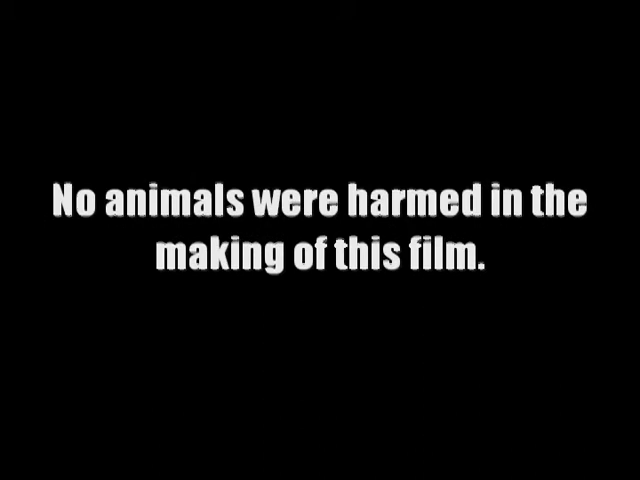 No animals were harmed in the
making of this film.